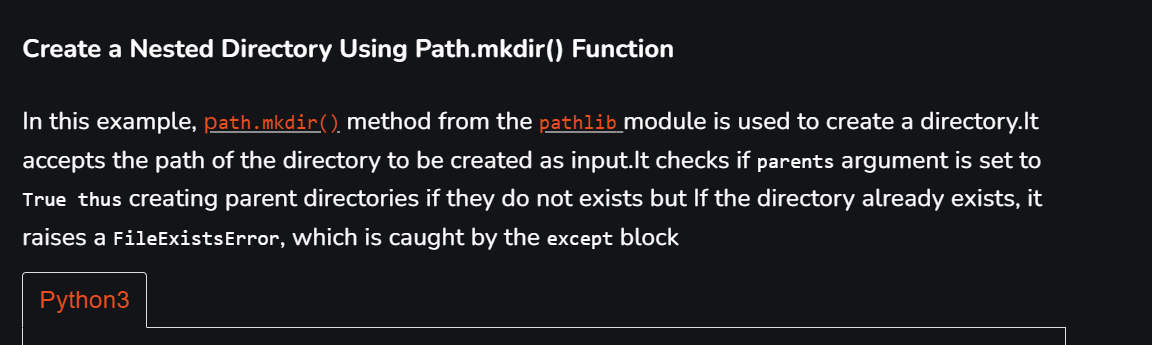 Create a Nested Directory Using Path.mkdir() Function
In this example, path.mkdir() method from the pathlib module is used to create a directory.It
accepts the path of the directory to be created as input.It checks if parents argument is set to
True thus creating parent directories if they do not exists but If the directory already exists, it
raises a FileExistsError, which is caught by the except block
Python3